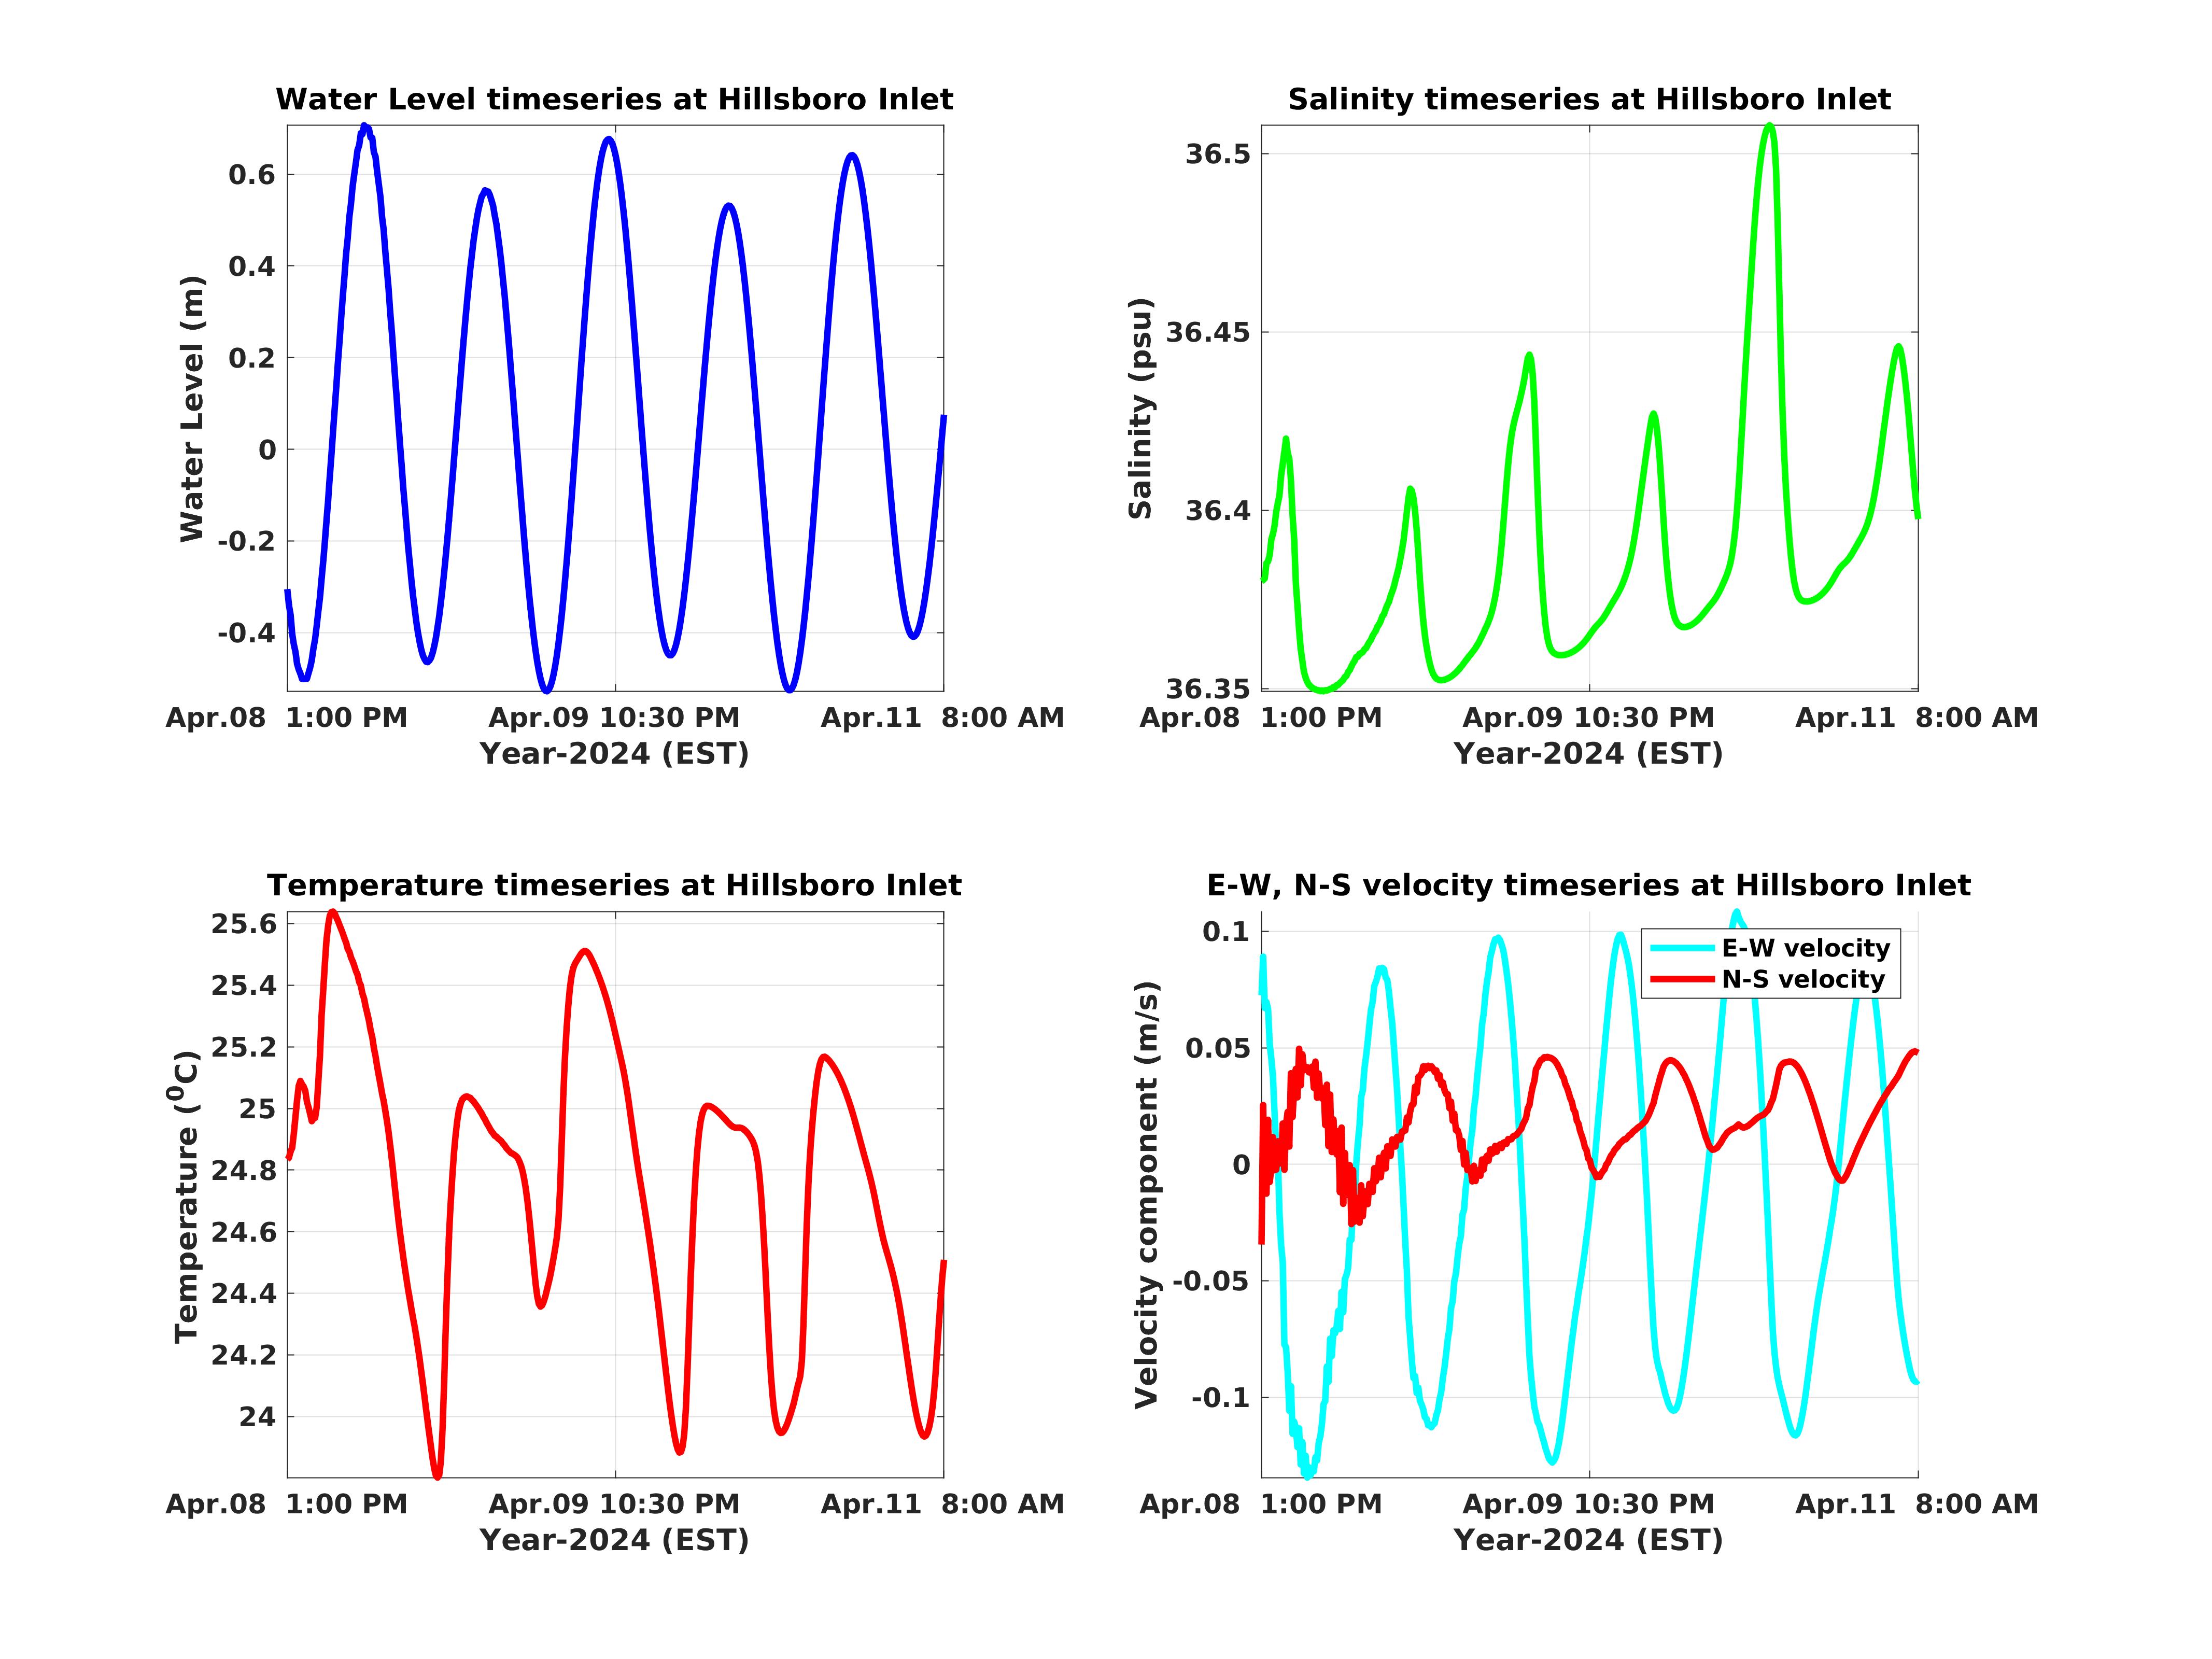 Water Level timeseries at Hillsboro Inlet
0.6
0.4
0.2
0
-0.2
-0.4
Water Level (m)
Apr.08 1:00 PM Apr.09 10:30 PM Apr.11 8:00 AM
Year-2024 (EST)
Salinity timeseries at Hillsboro Inlet
36.5
36.45
36.4
36.35
Salinity (psu)
Apr.08 1:00 PM Apr.09 10:30 PM Apr.11 8:00 AM
Year-2024 (EST)
Temperature timeseries at Hillsboro Inlet
25.6
25.4
25.2
25
24.8
24.6
24.4
24.2
24
Temperature (⁰C)
Apr.08 1:00 PM Apr.09 10:30 PM Apr.11 8:00 AM
Year-2024 (EST)
E-W, N-S velocity timeseries at Hillsboro Inlet
0.1
0.05
0
-0.05
-0.1
Velocity component (m/s)
E-W velocity
N-S velocity
Apr.08 1:00 PM Apr.09 10:30 PM Apr.11 8:00 AM
Year-2024 (EST)